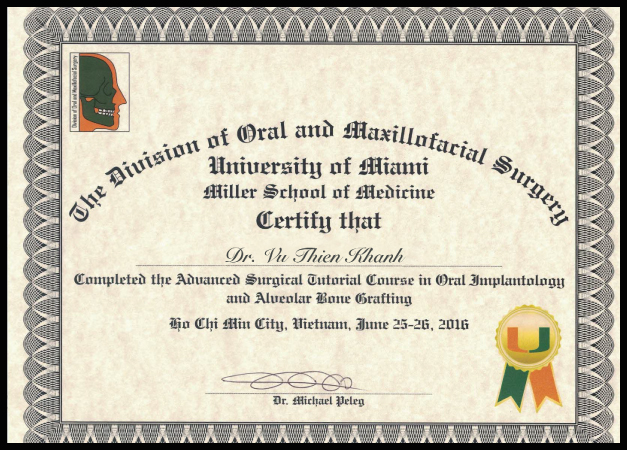 Division of Oral and Maxillofacial Surgery
The Division of Oral and Maxillofacial Surgery
University of Miami
Miller School of Medicine
Certify that
Dr. Vu Thien Khanh
Completed the Advanced Surgical Tutorial Course in Oral Implantology
and Alveolar Bone Grafting
Ho Chi Min City, Vietnam, June 25-26, 2016
Dr. Michael Peleg